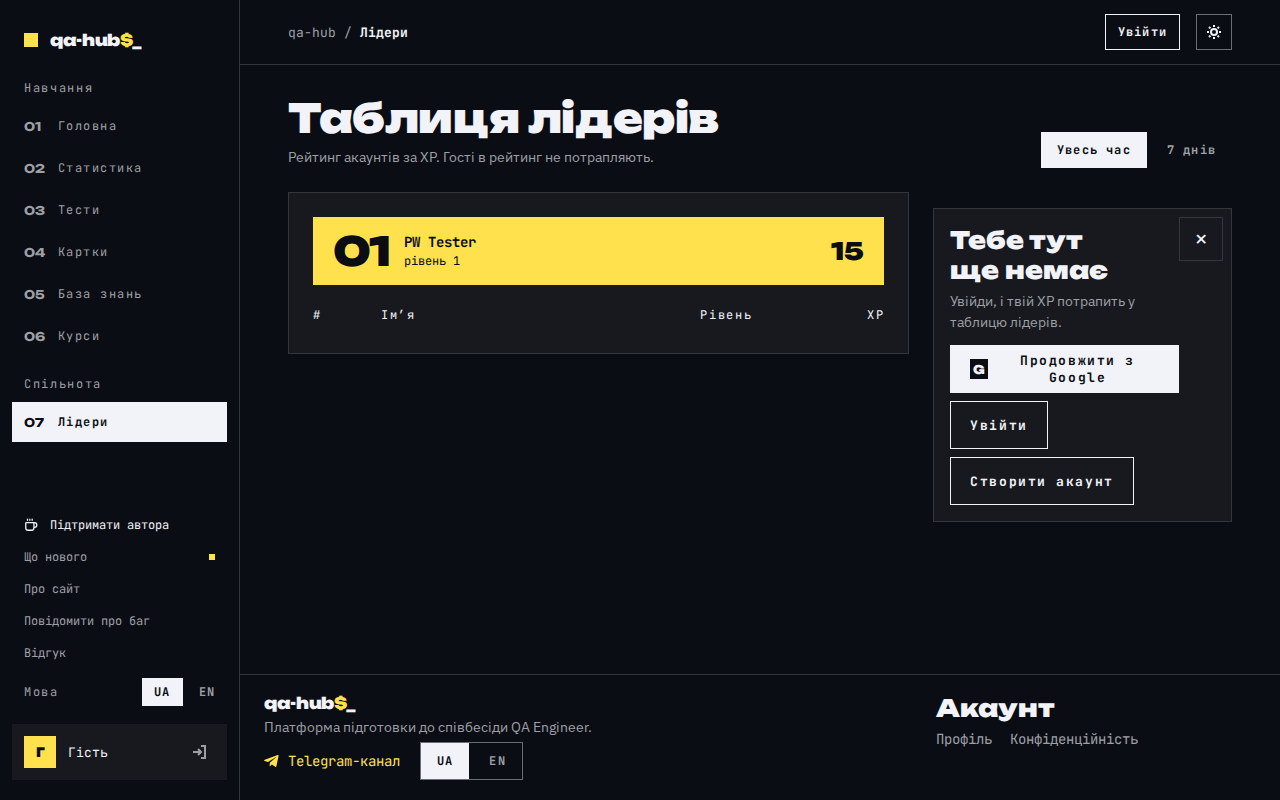 qa-hub$_
Навчання
01 Головна
02 Статистика
03 Тести
04 Картки
05 База знань
06 Курси
Спільнота
07 Лідери
Підтримати автора
Що нового
Про сайт
Повідомити про баг
Відгук
Мова UA EN
Г Гість
qa-hub / Лідери
Увійти
Таблиця лідерів
Рейтинг акаунтів за XP. Гості в рейтинг не потрапляють.
Увесь час 7 днів
01 PW Tester
рівень 1
15
# Ім’я Рівень XP
Тебе тут
ще немає
Увійди, і твій XP потрапить у
таблицю лідерів.
G Продовжити з
Google
Увійти
Створити акаунт
qa-hub$_
Платформа підготовки до співбесіди QA Engineer.
Telegram-канал UA EN
Акаунт
Профіль Конфіденційність